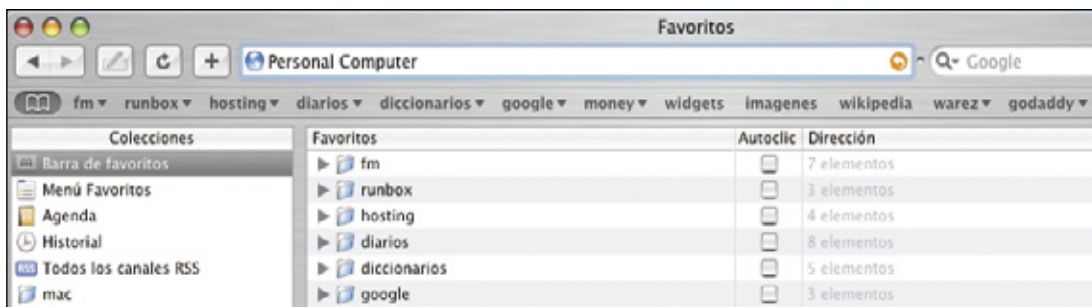 Favoritos
Personal Computer
Google
fm runbox hosting diarios diccionarios google money widgets imagenes wikipedia warez godaddy
Colecciones Favoritos Autoclic Dirección
Barra de favoritos fm 7 elementos
Menú Favoritos runbox 3 elementos
Agenda hosting 4 elementos
Historial diarios 8 elementos
RSS Todos los canales RSS diccionarios 5 elementos
mac google 3 elementos